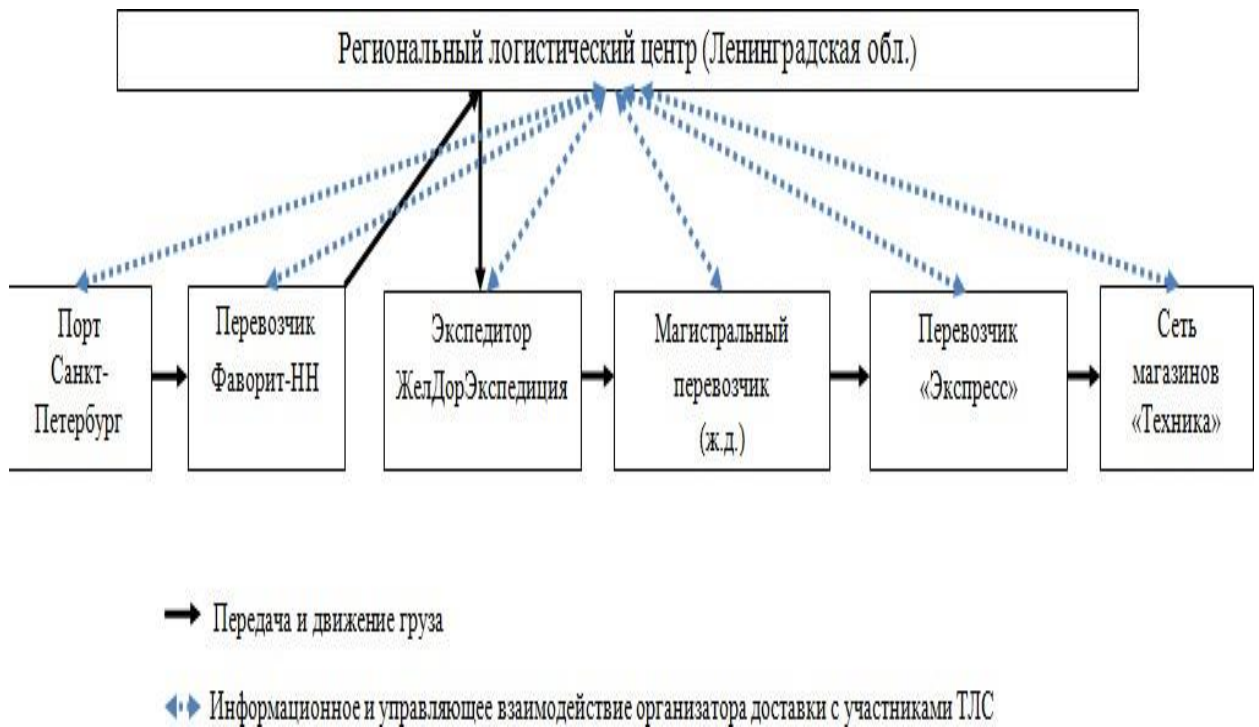 Региональный логистический центр (Ленинградская обл.)
Порт
Санкт-
Петербург
Перевозчик
Фаворит-НН
Экспедитор
ЖелДорЭкспедиция
Магистральный
перевозчик
(ж.д.)
Перевозчик
«Экспресс»
Сеть
магазинов
«Техника»
Передача и движение груза
Информационное и управляющее взаимодействие организатора доставки с участниками ТЛС